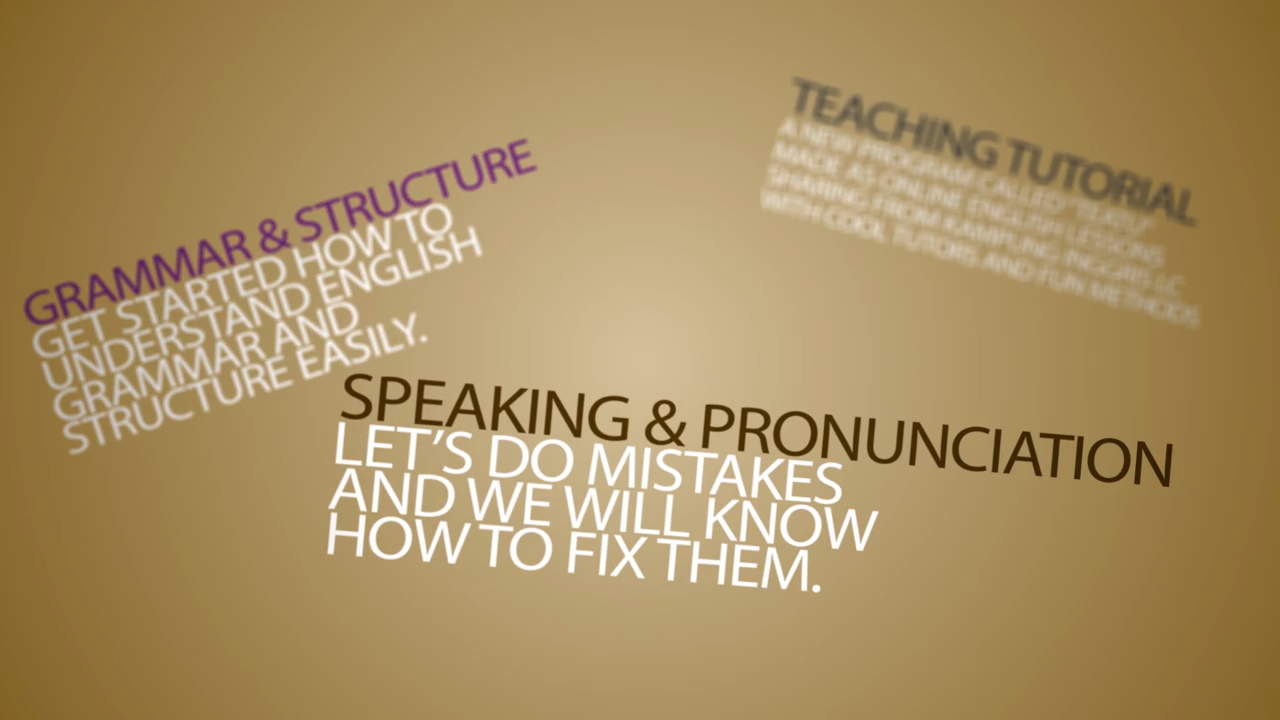 GRAMMAR & STRUCTURE
GET STARTED HOW TO
UNDERSTAND ENGLISH
GRAMMAR AND
STRUCTURE EASILY.
TEACHING TUTORIAL
A NEW PROGRAM CALLED
MADE AS ONLINE ENGLISH LESSONS
SHARING FROM KAMPUNG INGGRIS LC
WITH COOL TUTORS AND FUN METHODS
SPEAKING & PRONUNCIATION
LET'S DO MISTAKES
AND WE WILL KNOW
HOW TO FIX THEM.